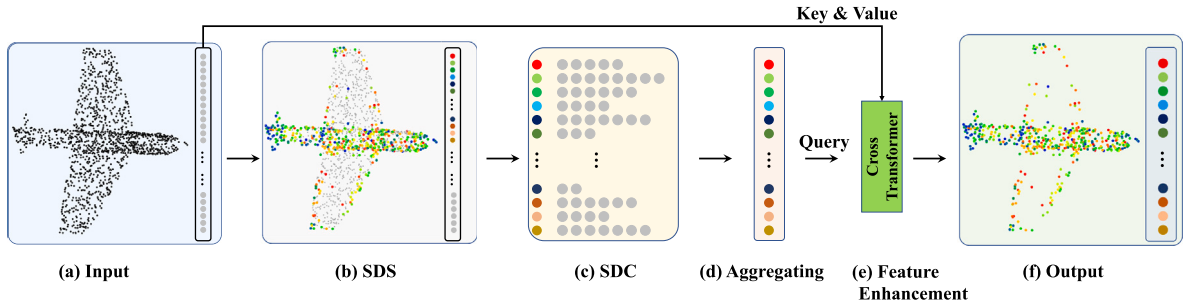 Key & Value
Query
Cross
Transformer
(a) Input
(b) SDS
(c) SDC
(d) Aggregating
(e) Feature
Enhancement
(f) Output